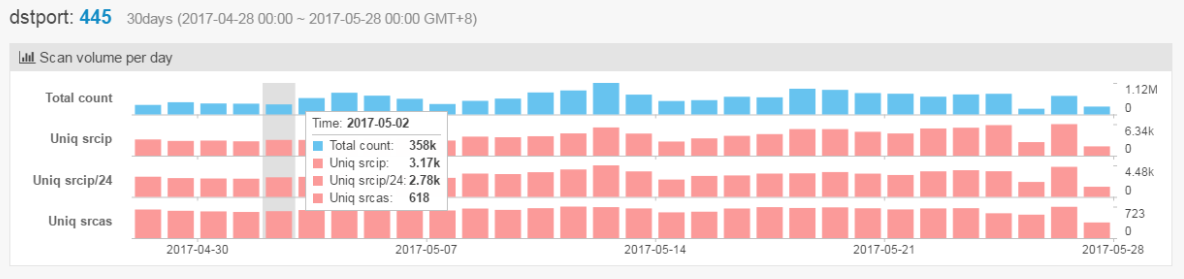 dstport: 445 30days (2017-04-28 00:00 ~ 2017-05-28 00:00 GMT+8)
Scan volume per day
Total count
1.12M
0
Uniq srcip
6.34k
0
Uniq srcip/24
4.48k
0
Uniq srcas
723
0
Time: 2017-05-02
Total count: 358k
Uniq srcip: 3.17k
Uniq srcip/24: 2.78k
Uniq srcas: 618
2017-04-30 2017-05-07 2017-05-14 2017-05-21 2017-05-28